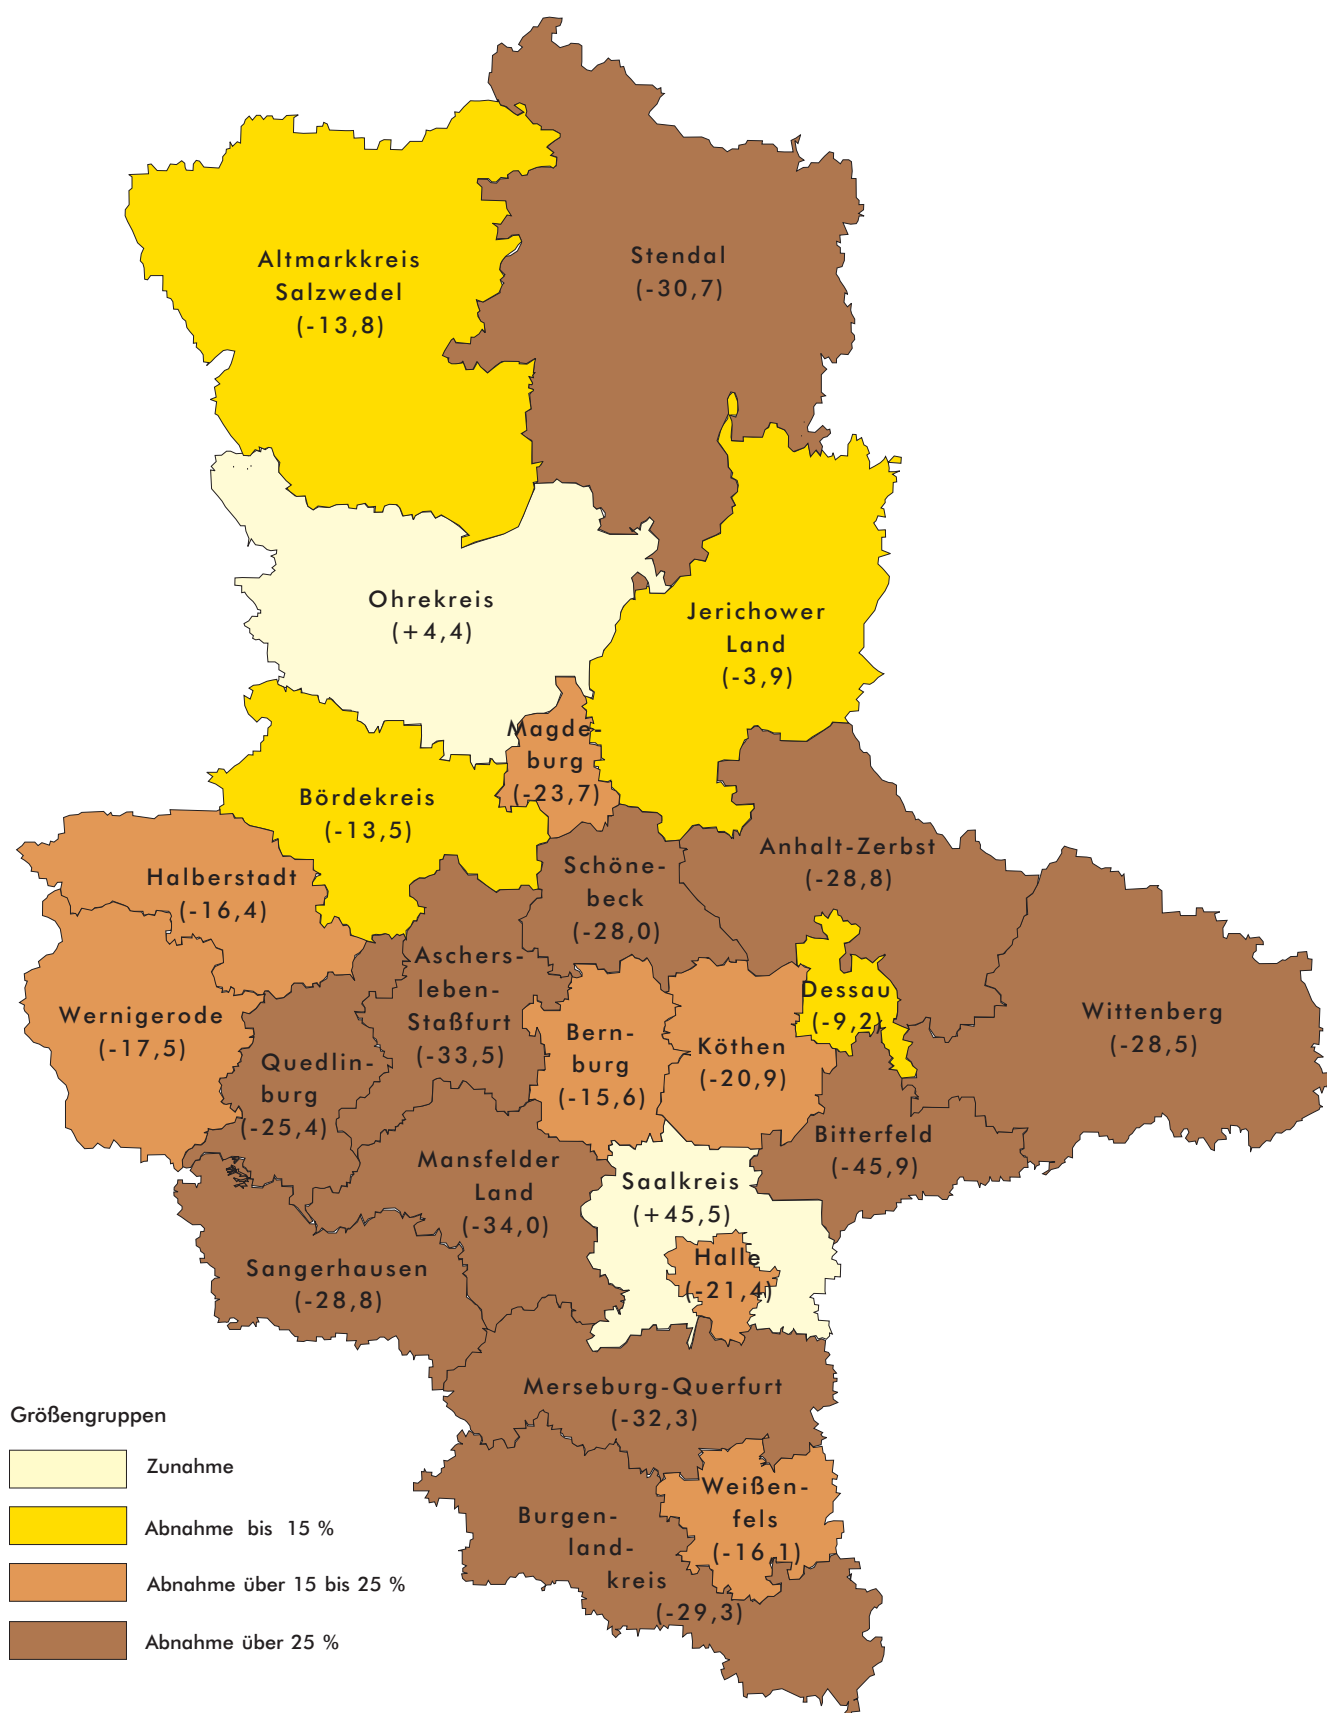 Altmarkkreis
Salzwedel
(-13,8)
Stendal
(-30,7)
Ohrekreis
(+4,4)
Jerichower
Land
(-3,9)
Magde-
burg
(-23,7)
Bördekreis
(-13,5)
Halberstadt
(-16,4)
Schöne-
beck
(-28,0)
Anhalt-Zerbst
(-28,8)
Aschers-
leben-
Staßfurt
(-33,5)
Wernigerode
(-17,5)
Quedlin-
burg
(-25,4)
Bern-
burg
(-15,6)
Köthen
(-20,9)
Dessau
(-9,2)
Wittenberg
(-28,5)
Bitterfeld
(-45,9)
Mansfelder
Land
(-34,0)
Saalkreis
(+45,5)
Halle
(-21,4)
Sangerhausen
(-28,8)
Merseburg-Querfurt
(-32,3)
Weißen-
fels
(-16,1)
Burgen-
land-
kreis
(-29,3)
Größengruppen
Zunahme
Abnahme bis 15 %
Abnahme über 15 bis 25 %
Abnahme über 25 %